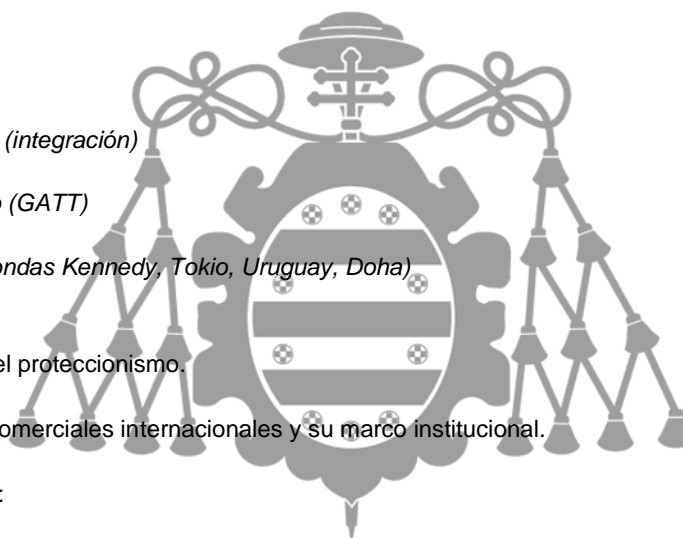 (integración)
(GATT)
ondas Kennedy, Tokio, Uruguay, Doha)
el proteccionismo.
omerciales internacionales y su marco institucional.
: